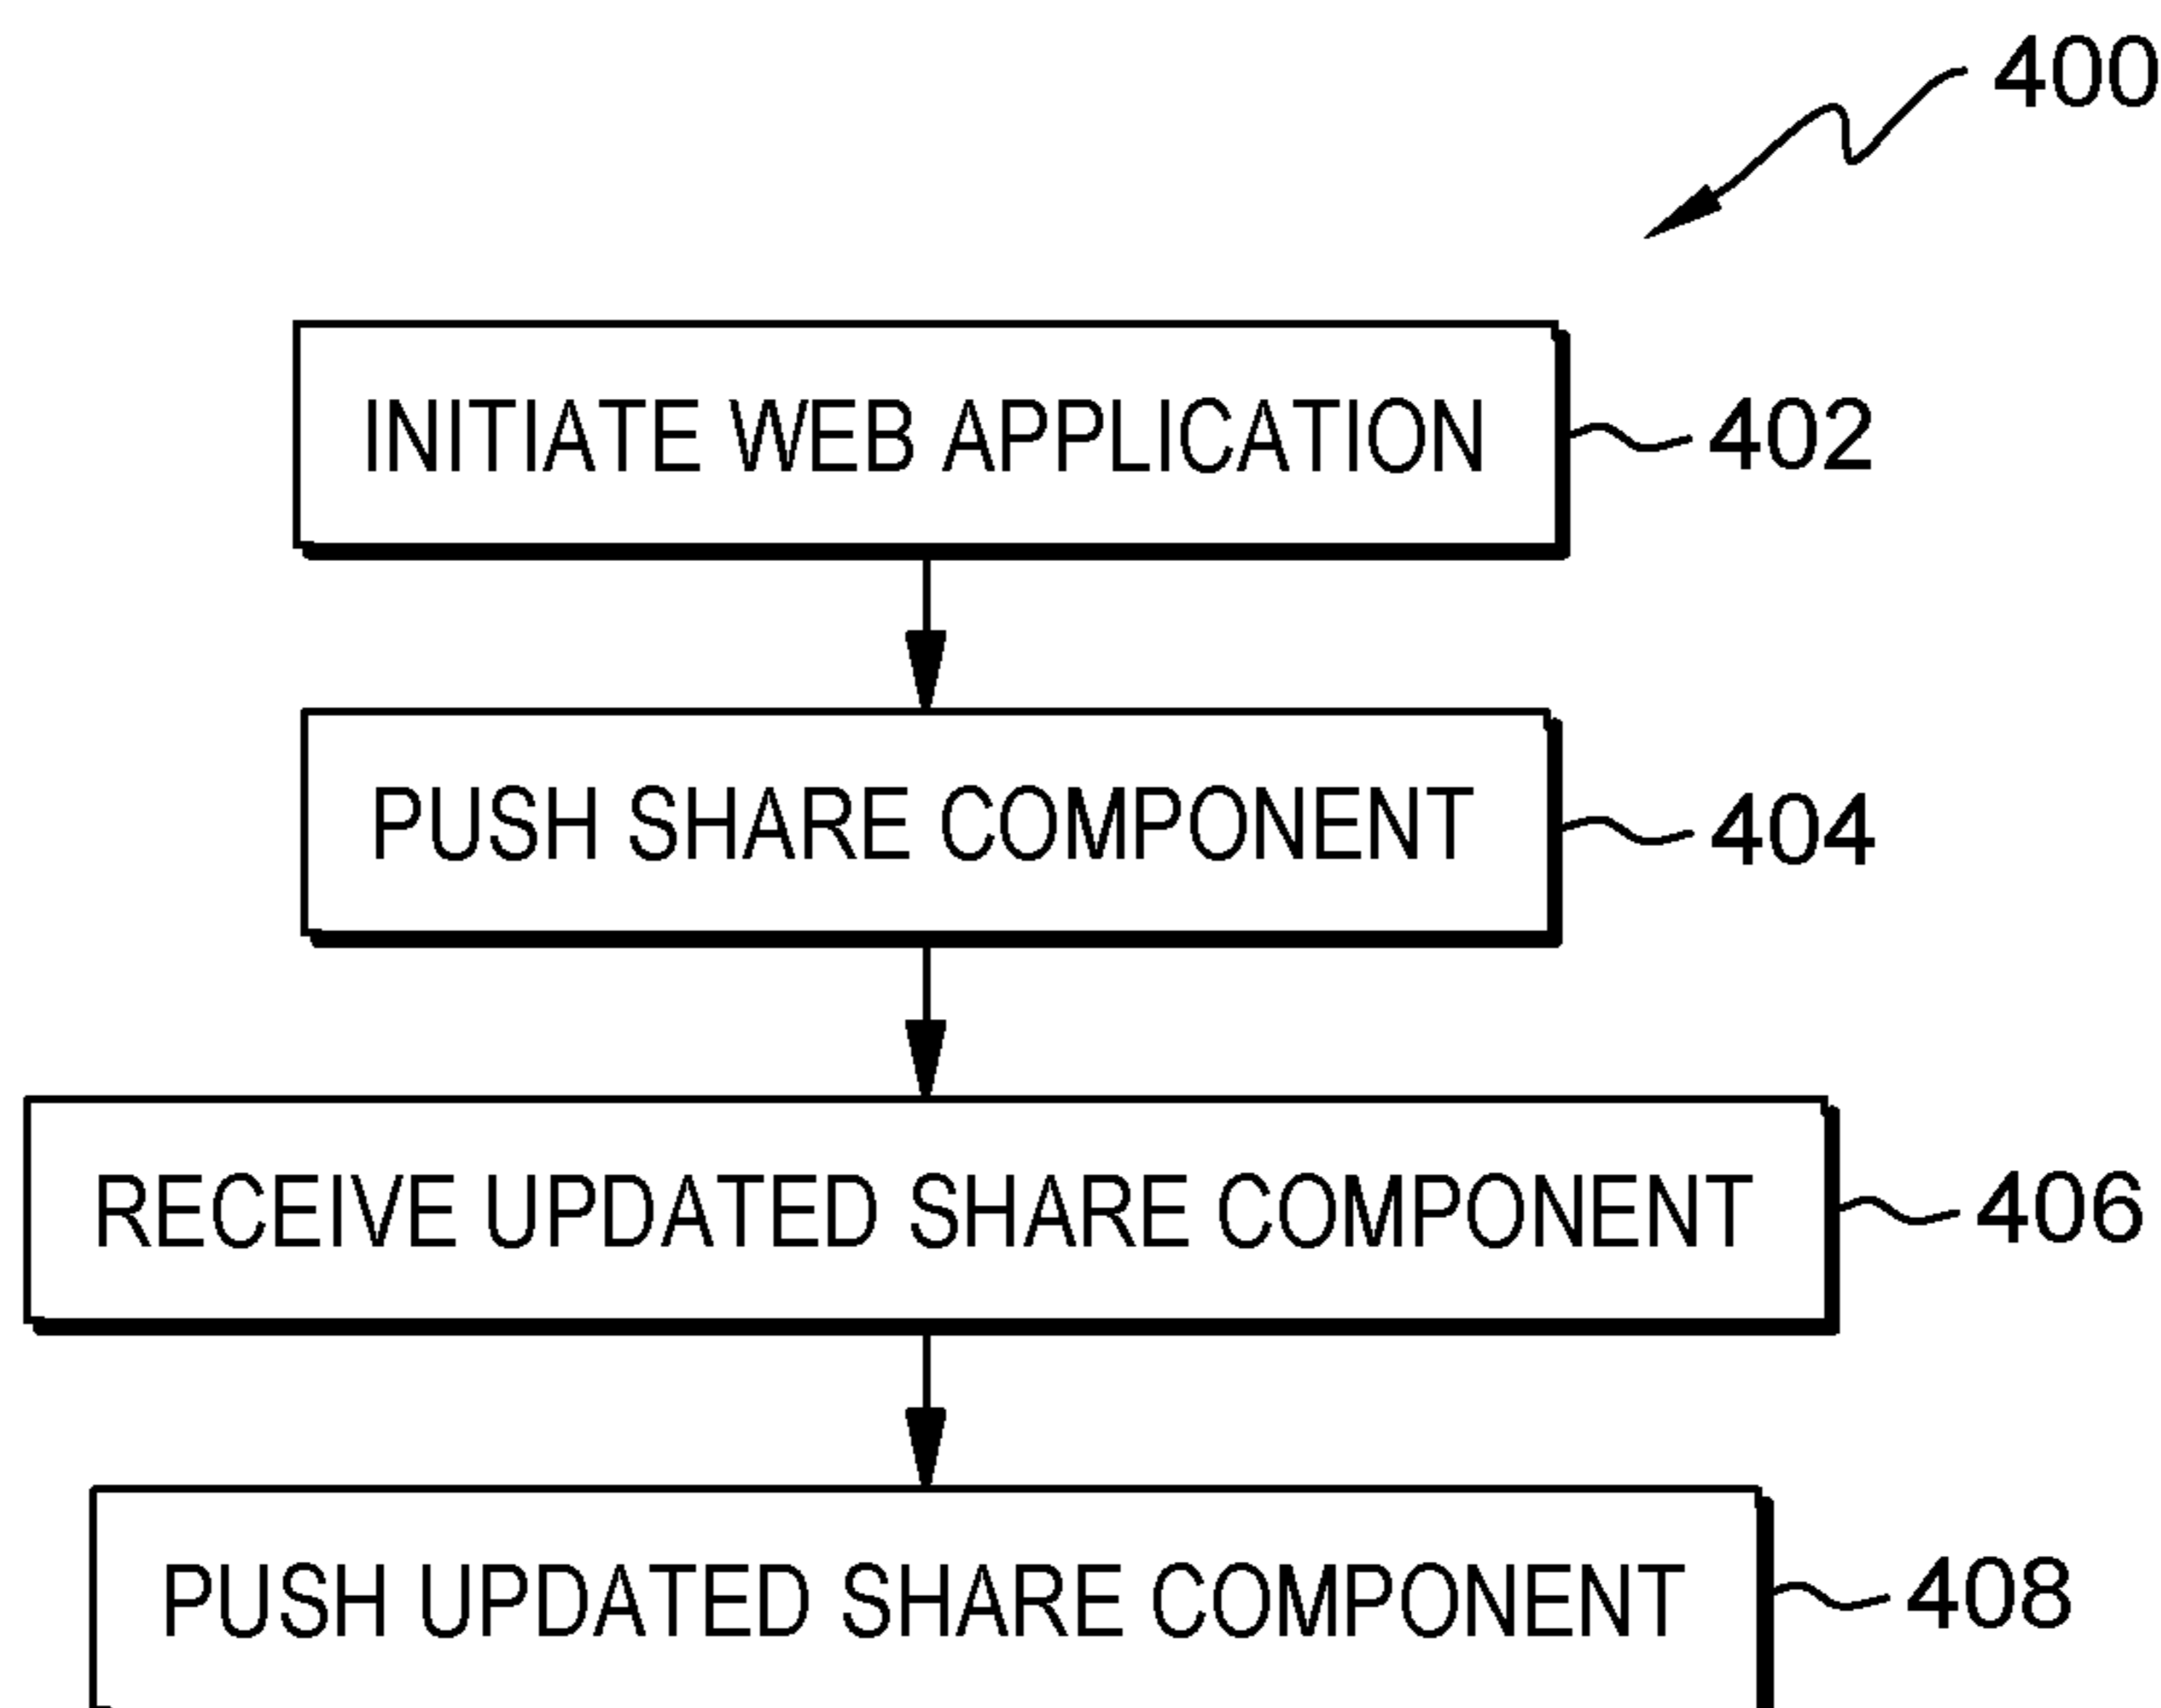 400
INITIATE WEB APPLICATION 402
PUSH SHARE COMPONENT 404
RECEIVE UPDATED SHARE COMPONENT 406
PUSH UPDATED SHARE COMPONENT 408